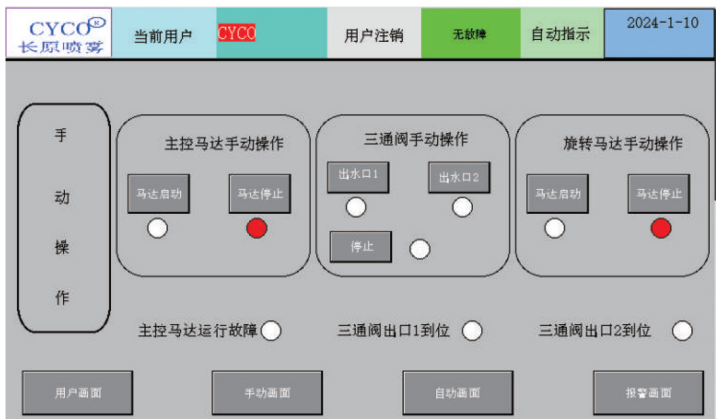 CYCO®
长原喷雾
当前用户
CYCO
用户注销
无故障
自动指示
2024-1-10
手
动
操
作
主控马达手动操作
马达启动
马达停止
三通阀手动操作
出水口1
出水口2
停止
旋转马达手动操作
马达启动
马达停止
主控马达运行故障
三通阀出口1到位
三通阀出口2到位
用户画面
手动画面
自动画面
报警画面